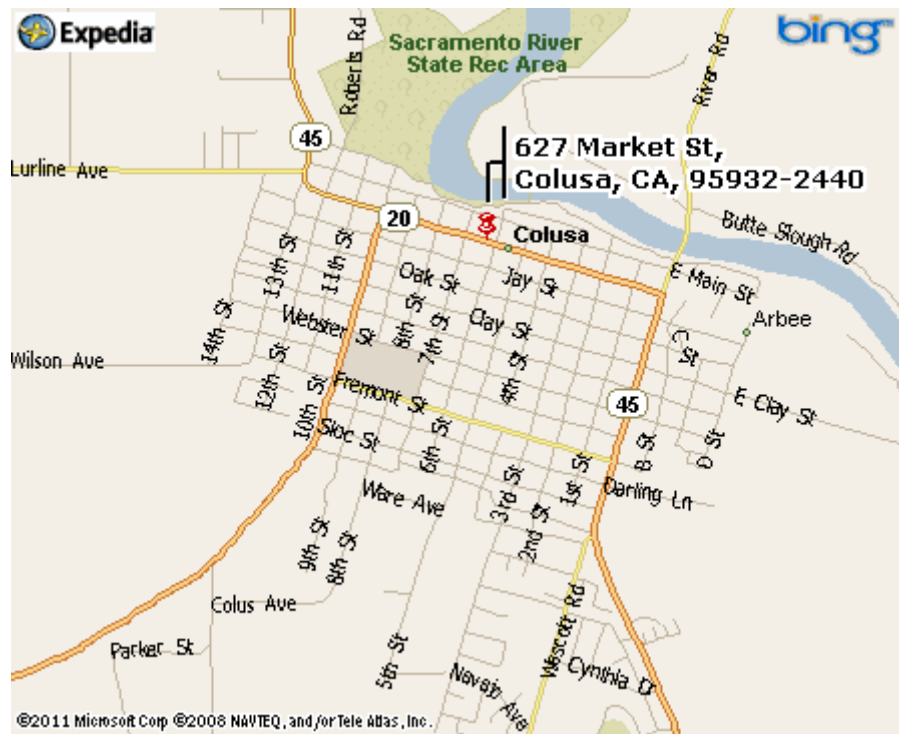 Expedia
bing™
Sacramento River
State Rec Area
Roberts Rd
River Rd
45
627 Market St,
Colusa, CA, 95932-2440
Lurline Ave
20
Colusa
Butte Slough Rd
13th St
11th St
Oak St
Jay St
E Main St
14th St
Webster St
8th St
7th St
Clay St
C St
Arbee
Wilson Ave
12th St
10th St
Fremont St
4th St
45
E Clay St
Sioc St
6th St
B St
D St
Ware Ave
3rd St
1st St
Darling Ln
2nd St
9th St
8th St
Colus Ave
Wescott Rd
Parker St
5th St
Navajo Ave
Cynthia Dr
©2011 Microsoft Corp ©2008 NAVTEQ, and/or Tele Atlas, Inc.